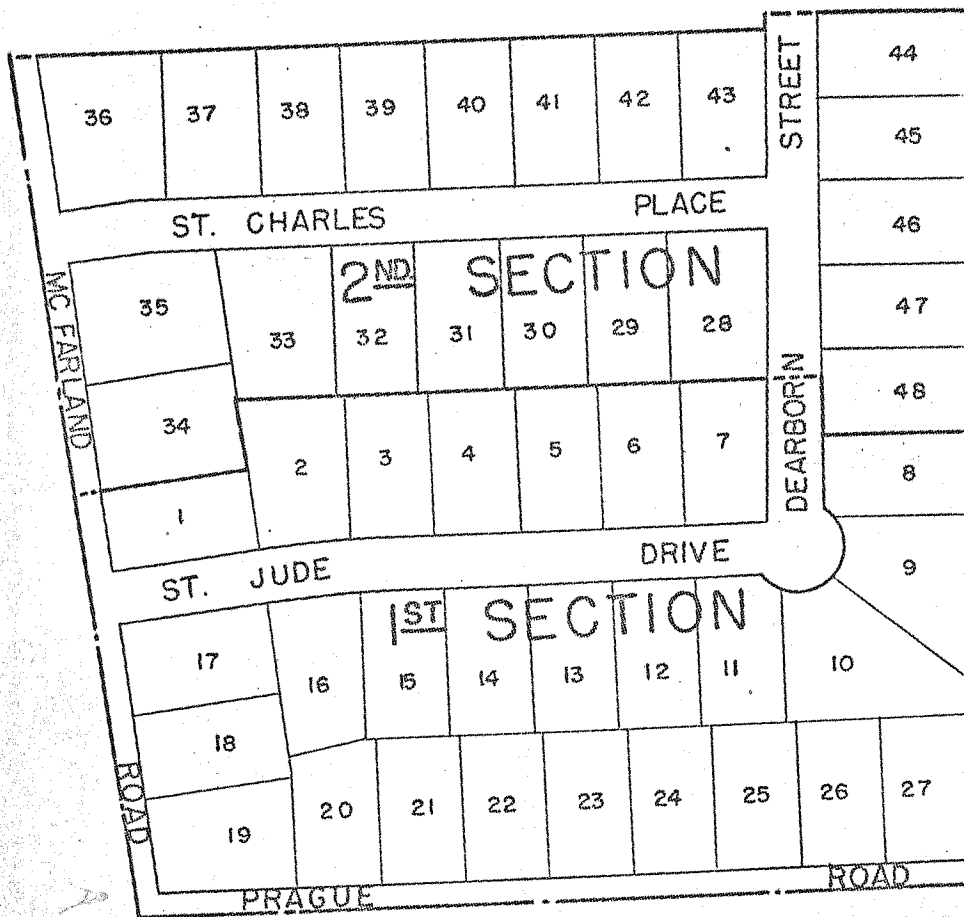 44
36 37 38 39 40 41 42 43
STREET
45
ST. CHARLES PLACE
46
MC FARLAND
2ND SECTION
35
33 32 31 30 29 28
47
34
DEARBORN
48
2 3 4 5 6 7
8
1
ST. JUDE DRIVE
9
1ST SECTION
17
16 15 14 13 12 11 10
18
ROAD
20 21 22 23 24 25 26 27
19
PRAGUE ROAD